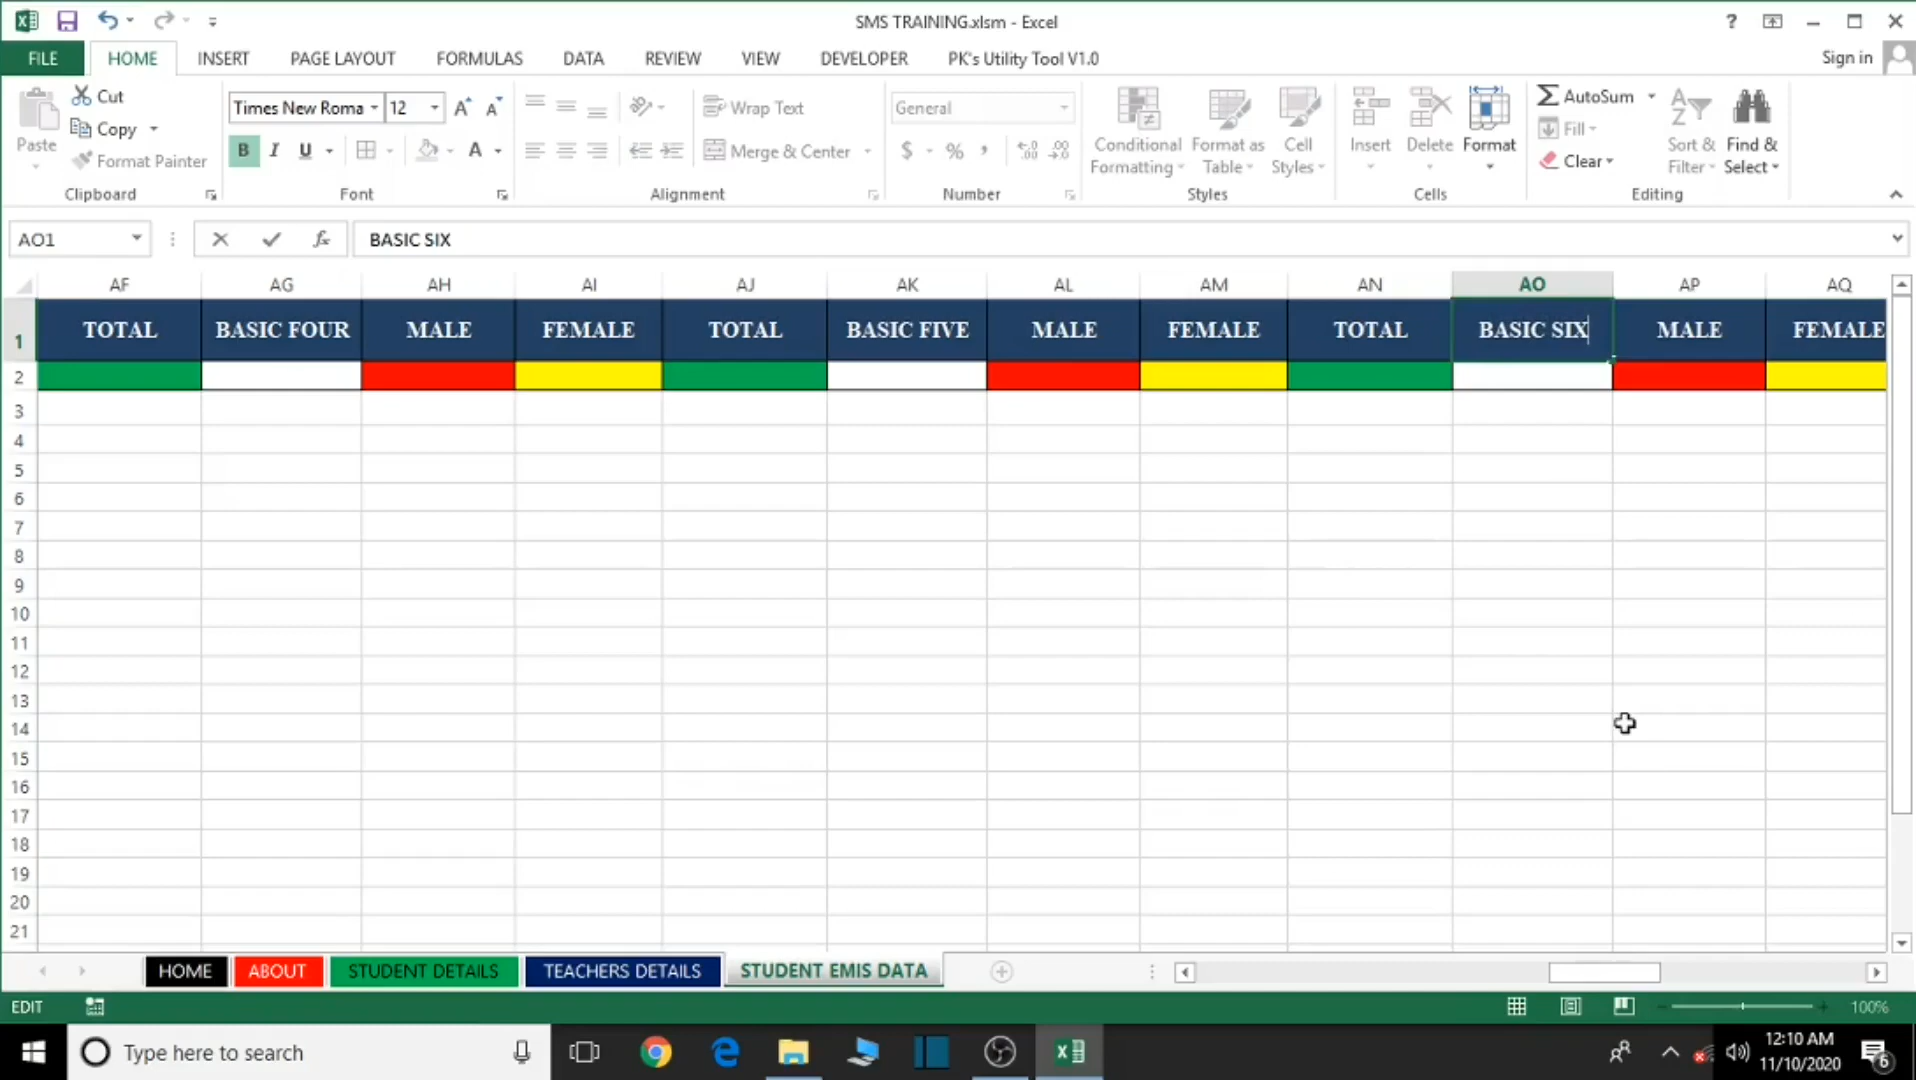 SMS TRAINING.xlsm - Excel
?
FILE HOME INSERT PAGE LAYOUT FORMULAS DATA REVIEW VIEW DEVELOPER PK's Utility Tool V1.0 Sign in
Paste Cut Copy Format Painter Clipboard
Times New Roma 12 B I U A Font
Wrap Text Merge & Center Alignment
General $ % , Number
Conditional Formatting Format as Table Cell Styles Styles
Insert Delete Format Cells
AutoSum Fill Clear Sort & Filter Find & Select Editing
AO1 fx BASIC SIX
AF AG AH AI AJ AK AL AM AN AO AP AQ
1 TOTAL BASIC FOUR MALE FEMALE TOTAL BASIC FIVE MALE FEMALE TOTAL BASIC SIX MALE FEMALE
2
3
4
5
6
7
8
9
10
11
12
13
14
15
16
17
18
19
20
21
HOME ABOUT STUDENT DETAILS TEACHERS DETAILS STUDENT EMIS DATA
EDIT 100%
Type here to search
12:10 AM
11/10/2020
6